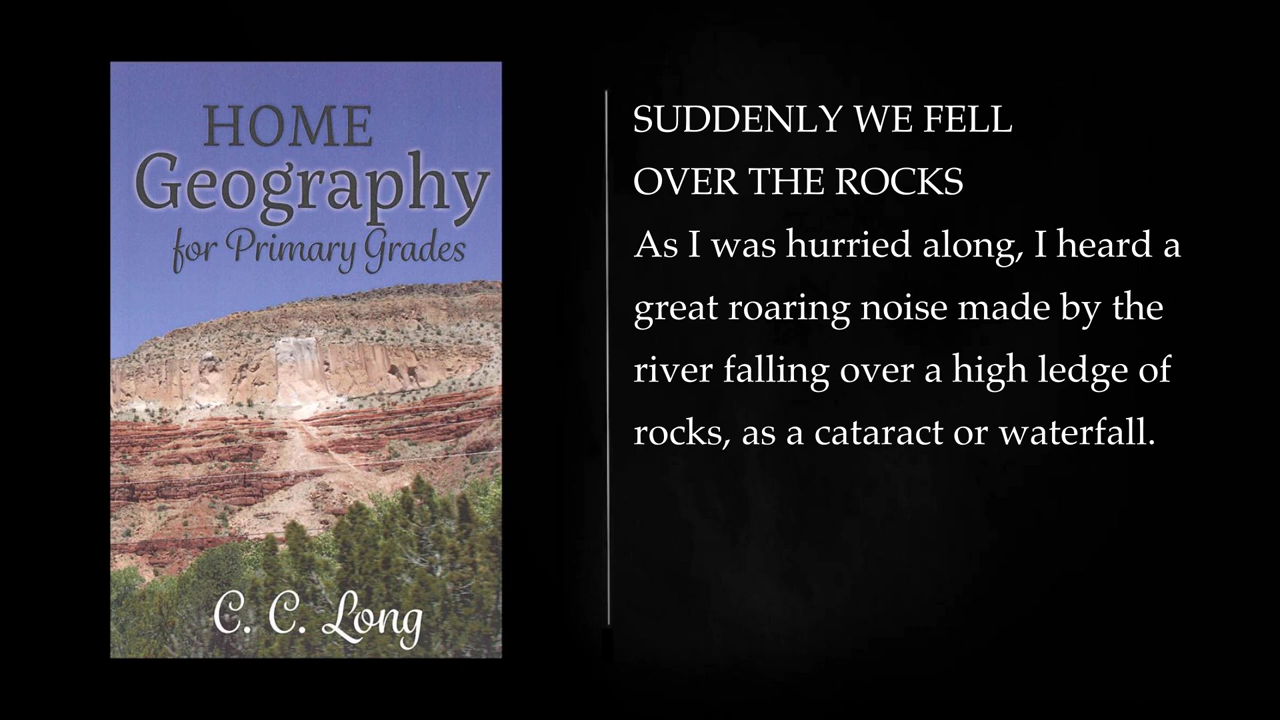 HOME
Geography
for Primary Grades
C. C. Long
SUDDENLY WE FELL
OVER THE ROCKS
As I was hurried along, I heard a
great roaring noise made by the
river falling over a high ledge of
rocks, as a cataract or waterfall.